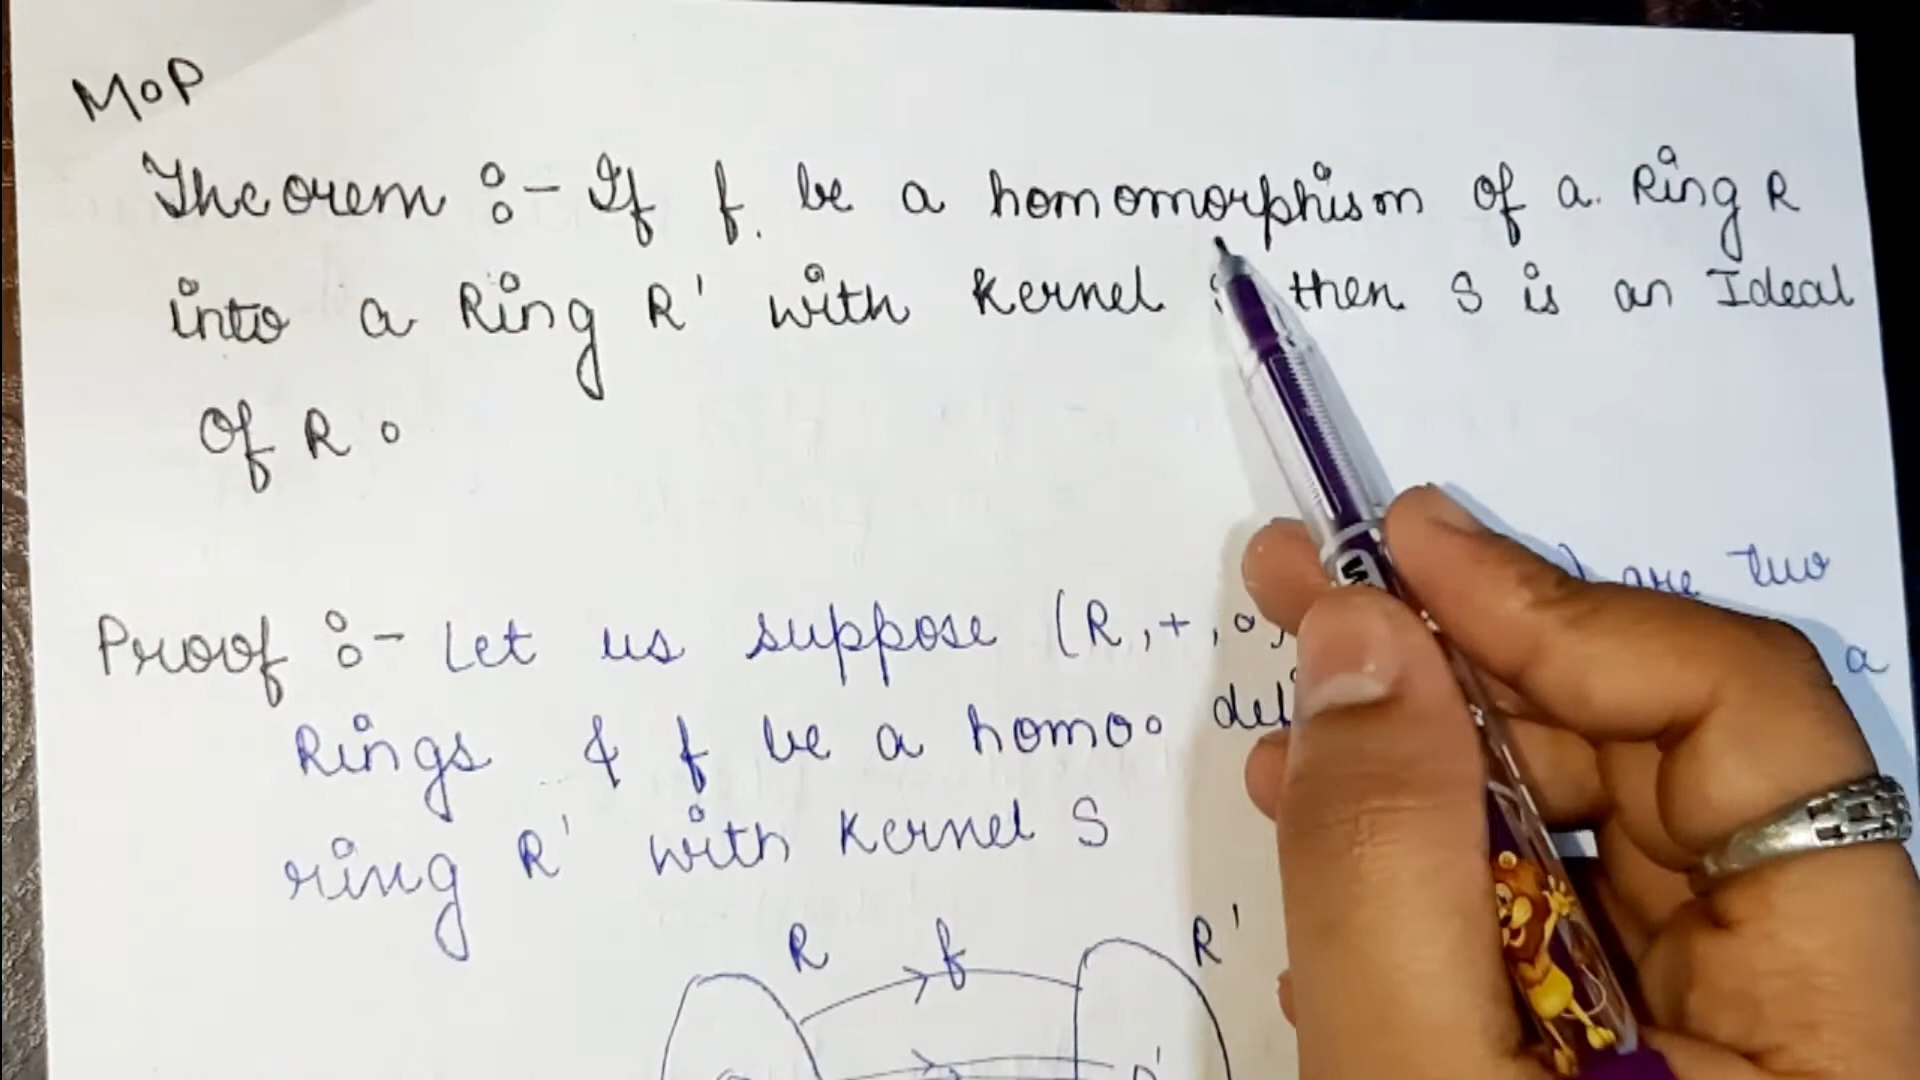 MOP
Theorem :- If f be a homomorphism of a Ring R
into a Ring R' with Kernel then S is an Ideal
of R.
Proof :- Let us suppose (R,+,∘, are two
Rings & f be a homo. a
ring R' with Kernel S
R f R'